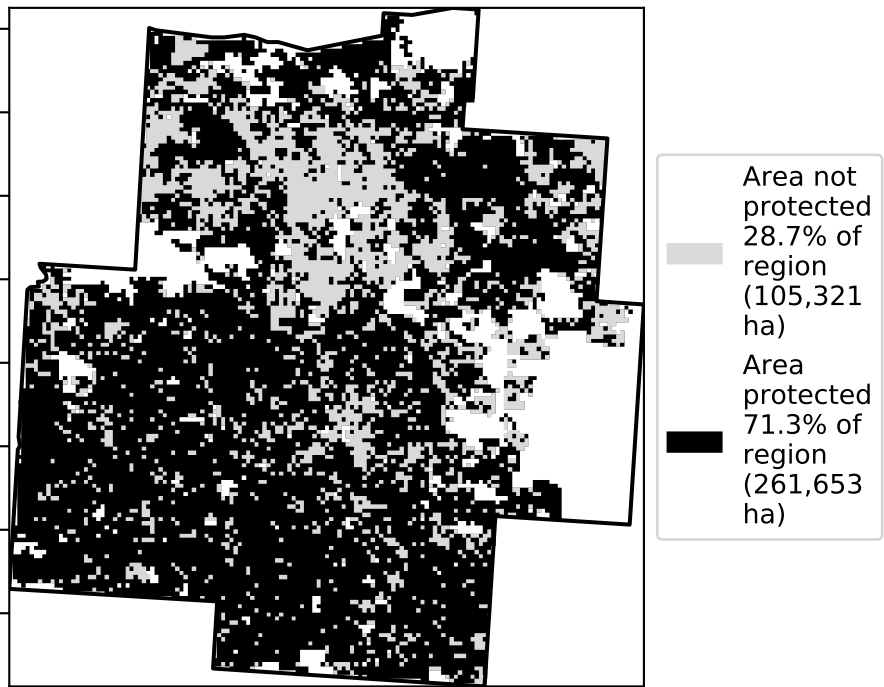 Area not
protected
28.7% of
region
(105,321
ha)
Area
protected
71.3% of
region
(261,653
ha)